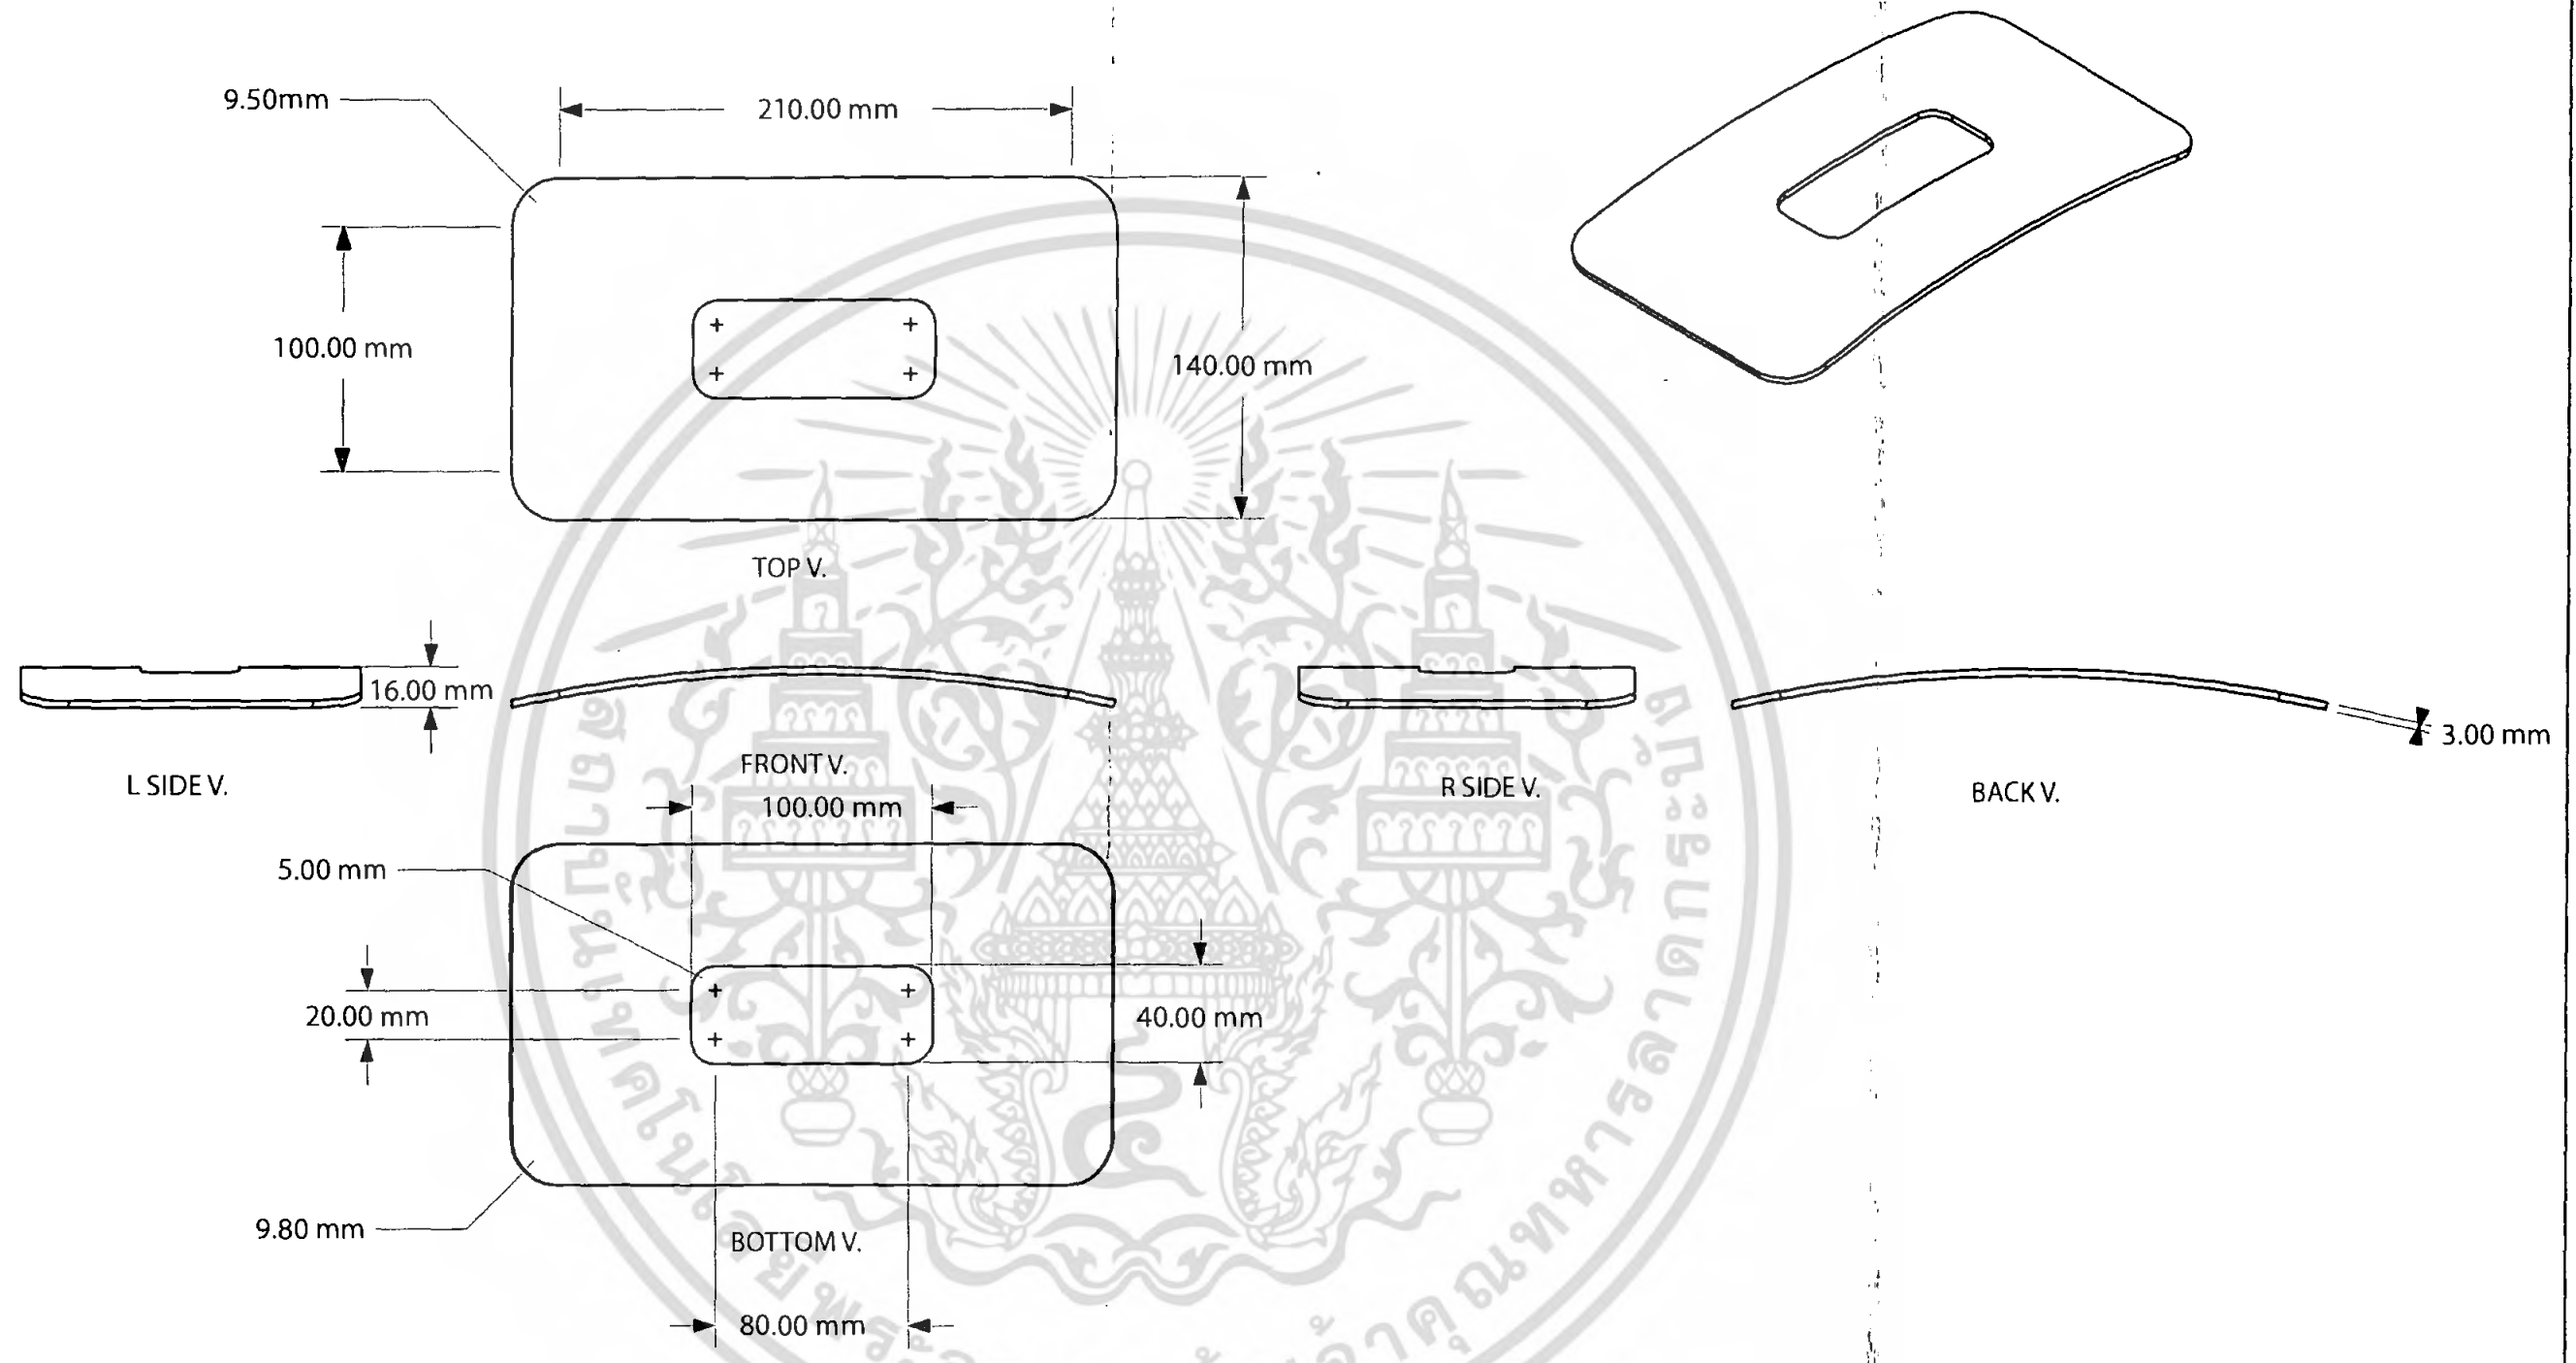 9.50mm
210.00 mm
100.00 mm
140.00 mm
TOP V.
16.00 mm
3.00 mm
L SIDE V.
FRONT V.
R SIDE V.
BACK V.
100.00 mm
5.00 mm
20.00 mm
40.00 mm
9.80 mm
BOTTOM V.
80.00 mm